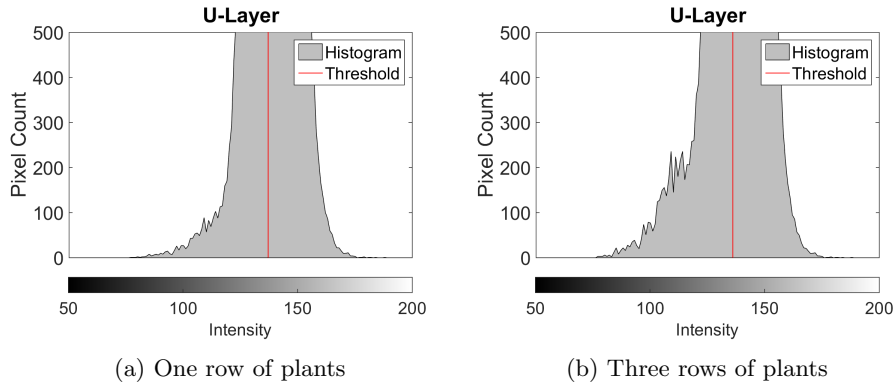 U-Layer
500
400
300
200
100
0
Pixel Count
Histogram
Threshold
50 100 150 200
Intensity
(a) One row of plants
U-Layer
500
400
300
200
100
0
Pixel Count
Histogram
Threshold
50 100 150 200
Intensity
(b) Three rows of plants